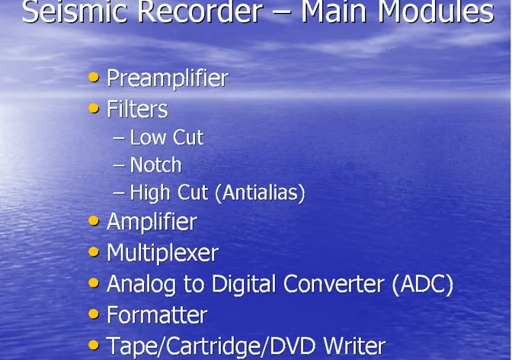 Seismic Recorder – Main Modules
• Preamplifier
• Filters
– Low Cut
– Notch
– High Cut (Antialias)
• Amplifier
• Multiplexer
• Analog to Digital Converter (ADC)
• Formatter
• Tape/Cartridge/DVD Writer